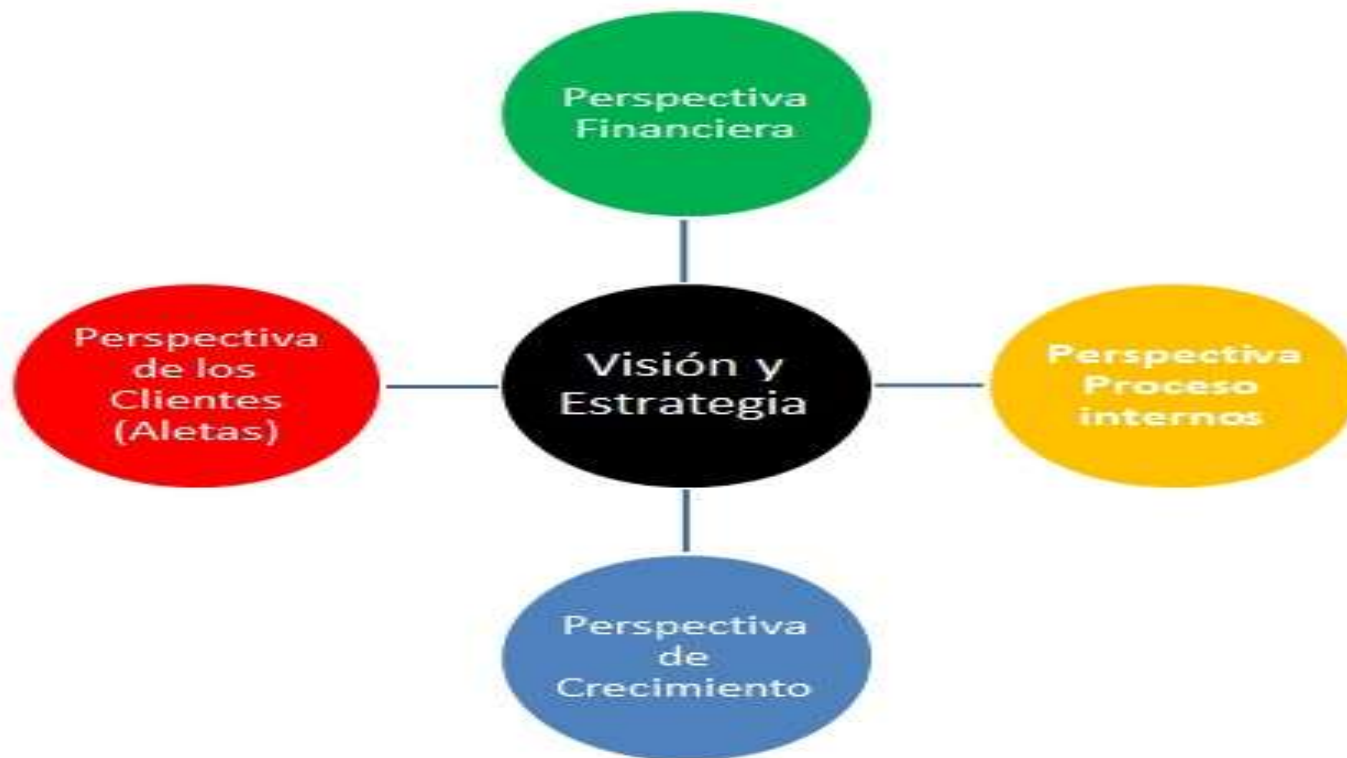 Perspectiva
Financiera
Perspectiva
de los
Clientes
(Aletas)
Visión y
Estrategia
Perspectiva
Proceso
internos
Perspectiva
de
Crecimiento